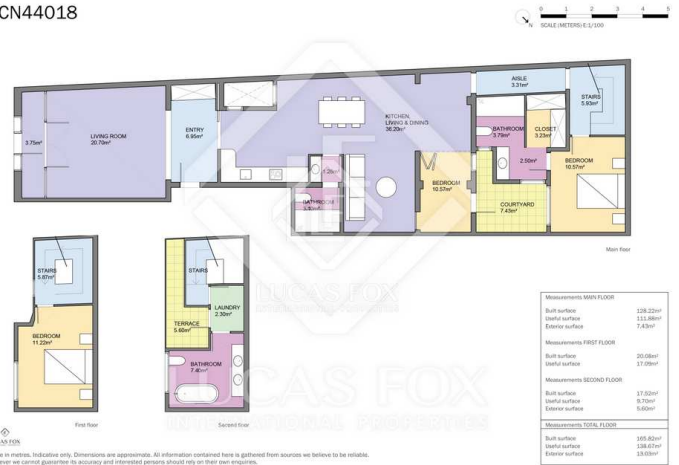 CN44018
N
0 1 2 3 4 5
SCALE (METERS) E:1/100
AISLE
3.31m²
STAIRS
5.93m²
3.75m²
LIVING ROOM
20.70m²
ENTRY
6.95m²
KITCHEN,
LIVING & DINING
36.20m²
BATHROOM
3.79m²
CLOSET
3.23m²
2.50m²
BEDROOM
10.57m²
BEDROOM
10.57m²
COURTYARD
7.43m²
BATHROOM
Main floor
STAIRS
5.87m²
BEDROOM
11.22m²
First floor
STAIRS
LAUNDRY
2.30m²
TERRACE
5.60m²
BATHROOM
7.40m²
Second floor
LUCAS FOX
LUCAS FOX
INTERNATIONAL PROPERTIES
Measurements MAIN FLOOR
Built surface 128.22m²
Useful surface 111.88m²
Exterior surface 7.43m²
Measurements FIRST FLOOR
Built surface 20.08m²
Useful surface 17.09m²
Measurements SECOND FLOOR
Built surface 17.52m²
Useful surface 9.70m²
Exterior surface 5.60m²
Measurements TOTAL FLOOR
Built surface 165.82m²
Useful surface 138.67m²
Exterior surface 13.03m²
AS FOX
e in metres. Indicative only. Dimensions are approximate. All information contained here is gathered from sources we believe to be reliable.
ever we cannot guarantee its accuracy and interested persons should rely on their own enquiries.